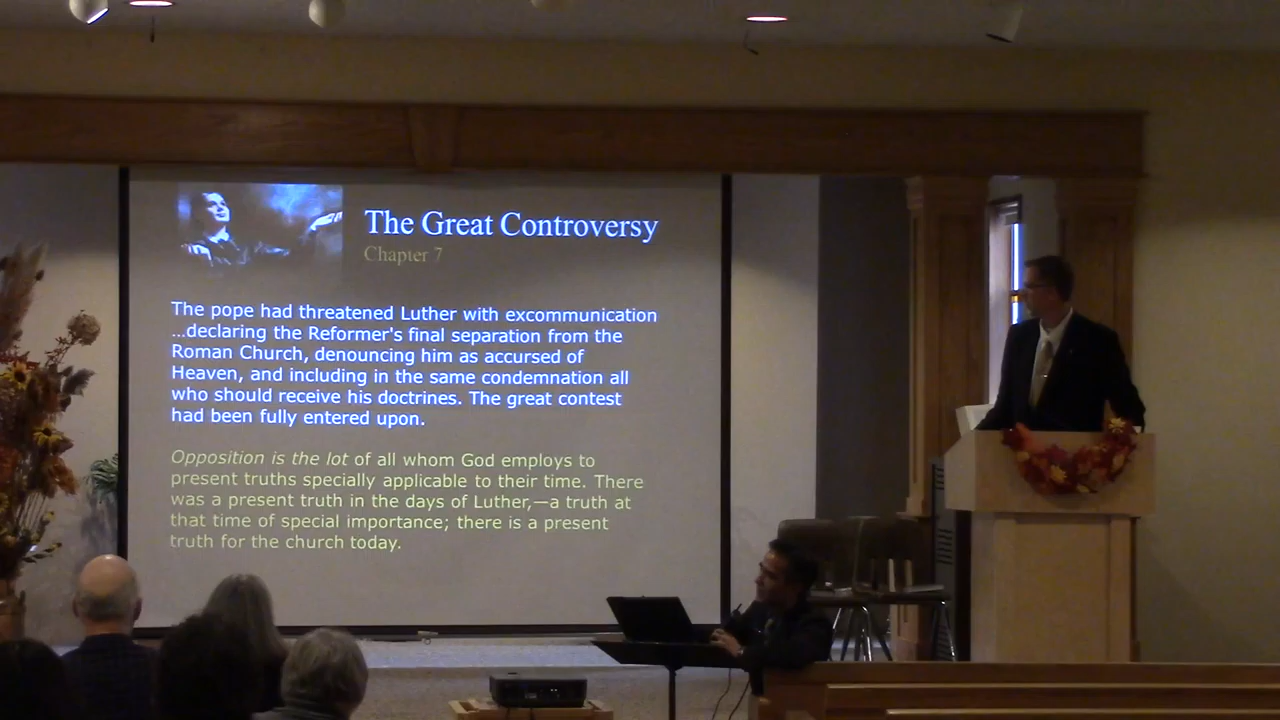 The Great Controversy
Chapter 7
The pope had threatened Luther with excommunication
...declaring the Reformer's final separation from the
Roman Church, denouncing him as accursed of
Heaven, and including in the same condemnation all
who should receive his doctrines. The great contest
had been fully entered upon.
Opposition is the lot of all whom God employs to
present truths specially applicable to their time. There
was a present truth in the days of Luther,—a truth at
that time of special importance; there is a present
truth for the church today.